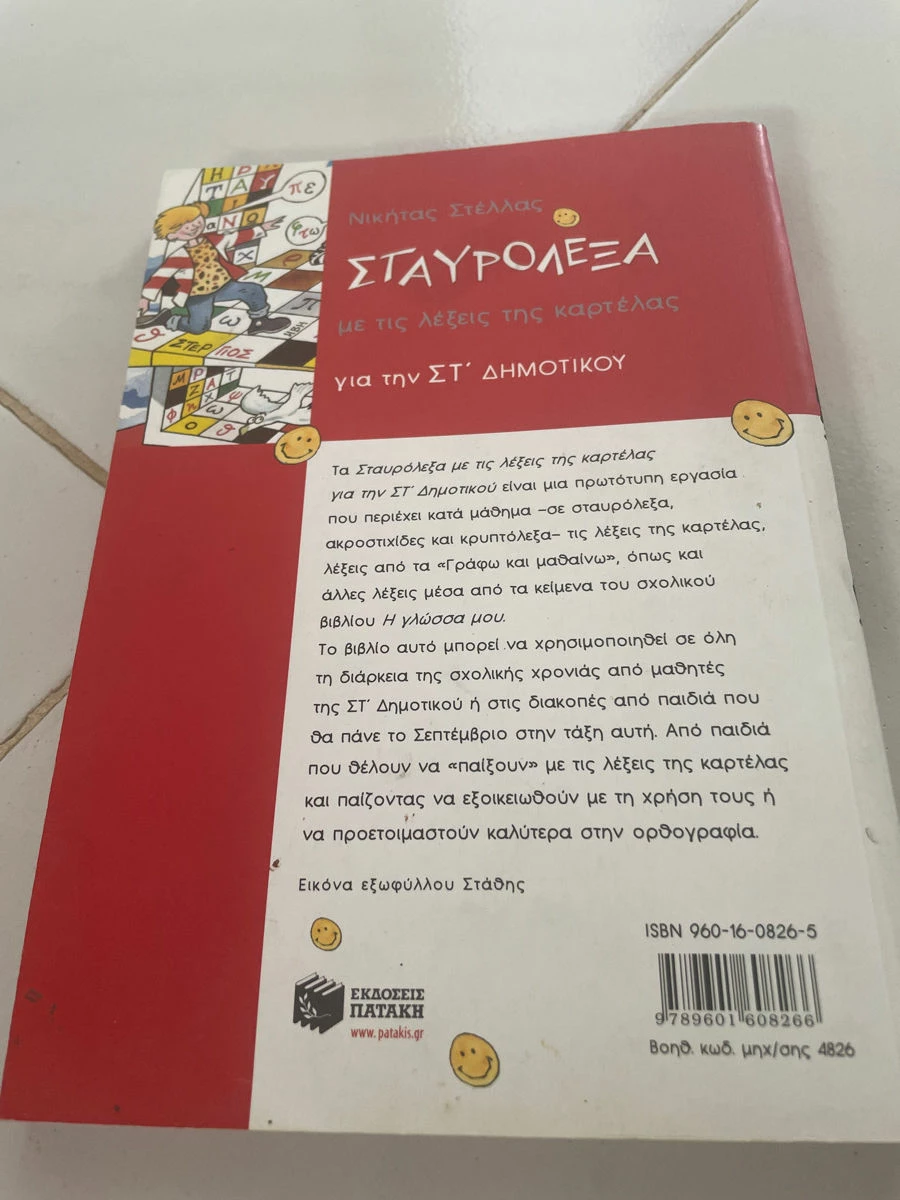 Νικήτας Στέλλας
ΣΤΑΥΡΟΛΕΞΑ
με τις λέξεις της καρτέλας
για την ΣΤ΄ ΔΗΜΟΤΙΚΟΥ
πε
φτω
ΣΤΕΡ ΓΙΟΣ
ΗΒΗ
Τα Σταυρόλεξα με τις λέξεις της καρτέλας
για την ΣΤ΄ Δημοτικού είναι μια πρωτότυπη εργασία
που περιέχει κατά μάθημα –σε σταυρόλεξα,
ακροστιχίδες και κρυπτόλεξα– τις λέξεις της καρτέλας,
λέξεις από τα «Γράφω και μαθαίνω», όπως και
άλλες λέξεις μέσα από τα κείμενα του σχολικού
βιβλίου Η γλώσσα μου.
Το βιβλίο αυτό μπορεί να χρησιμοποιηθεί σε όλη
τη διάρκεια της σχολικής χρονιάς από μαθητές
της ΣΤ΄ Δημοτικού ή στις διακοπές από παιδιά που
θα πάνε το Σεπτέμβριο στην τάξη αυτή. Από παιδιά
που θέλουν να «παίξουν» με τις λέξεις της καρτέλας
και παίζοντας να εξοικειωθούν με τη χρήση τους ή
να προετοιμαστούν καλύτερα στην ορθογραφία.
Εικόνα εξωφύλλου Στάθης
ΕΚΔΟΣΕΙΣ
ΠΑΤΑΚΗ
www.patakis.gr
ISBN 960-16-0826-5
9789601608266
Βοηθ. κωδ. μηχ/σης 4826